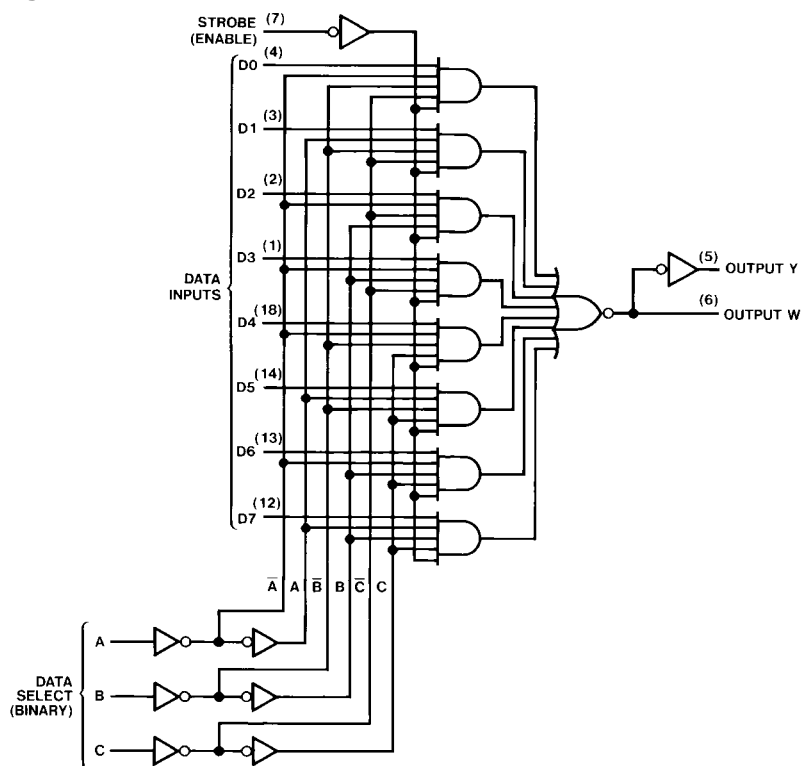 STROBE (7)
(ENABLE)
D0 (4)
D1 (3)
D2 (2)
D3 (1)
DATA
INPUTS
D4 (18)
D5 (14)
D6 (13)
D7 (12)
(5) OUTPUT Y
(6) OUTPUT W
A̅ A B̅ B C̅ C
A
DATA
SELECT
(BINARY)
B
C